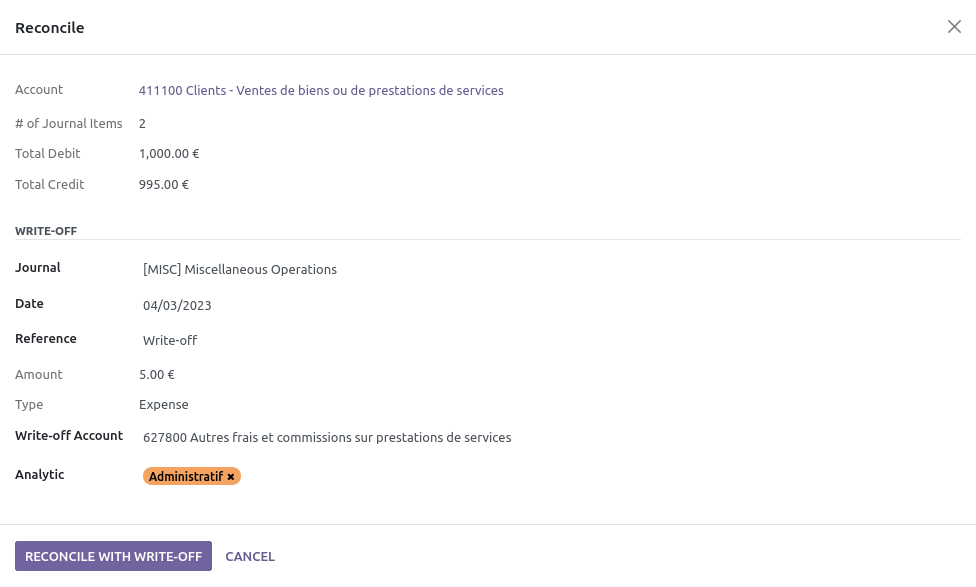 Reconcile
Account 411100 Clients - Ventes de biens ou de prestations de services
# of Journal Items 2
Total Debit 1,000.00 €
Total Credit 995.00 €
WRITE-OFF
Journal [MISC] Miscellaneous Operations
Date 04/03/2023
Reference Write-off
Amount 5.00 €
Type Expense
Write-off Account 627800 Autres frais et commissions sur prestations de services
Analytic Administratif
RECONCILE WITH WRITE-OFF CANCEL